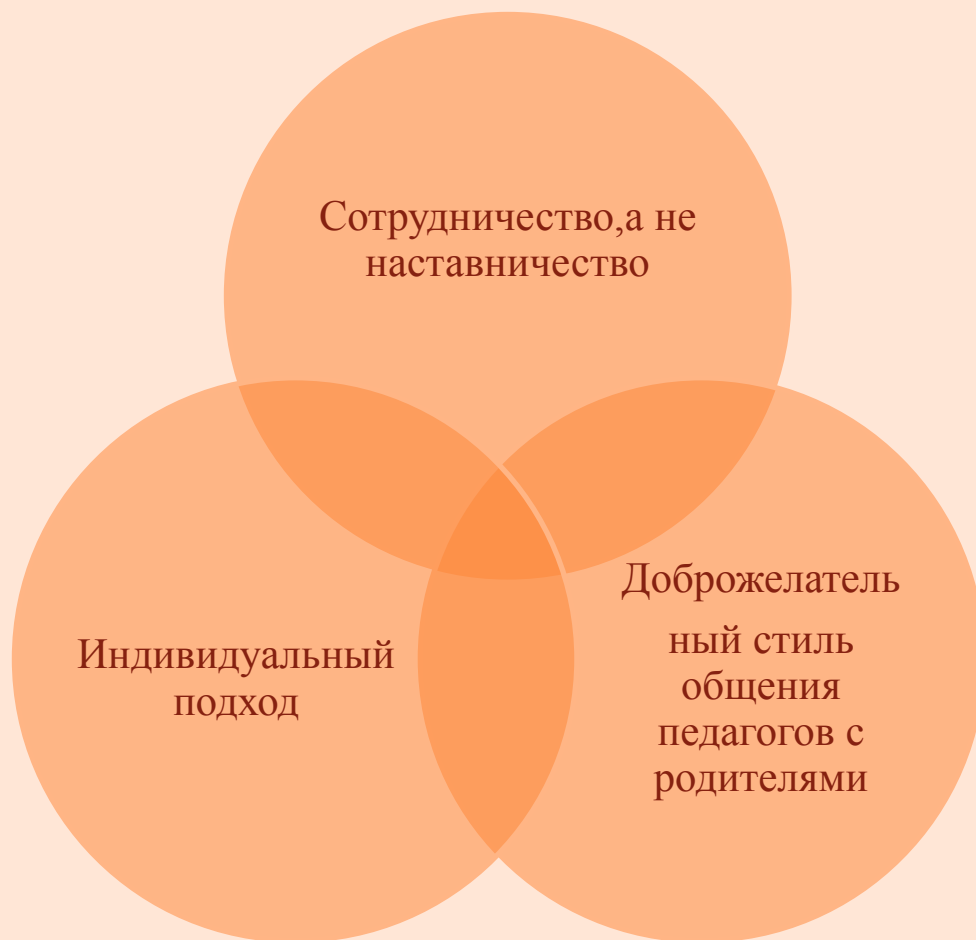 Сотрудничество,а не
наставничество
Индивидуальный
подход
Доброжелатель
ный стиль
общения
педагогов с
родителями